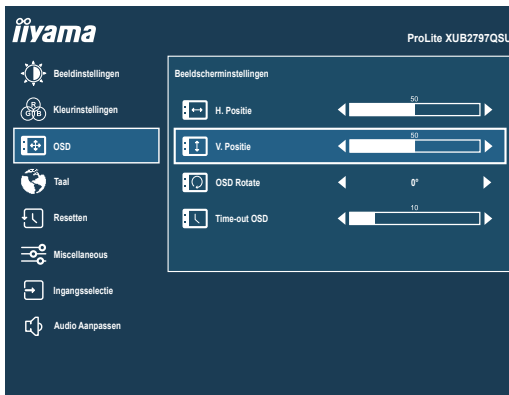 iiyama
ProLite XUB2797QSU
Beeldinstellingen
Kleurinstellingen
R
G B
OSD
Taal
Resetten
Miscellaneous
Ingangsselectie
Audio Aanpassen
Beeldscherminstellingen
H. Positie
50
V. Positie
50
OSD Rotate
0°
Time-out OSD
10